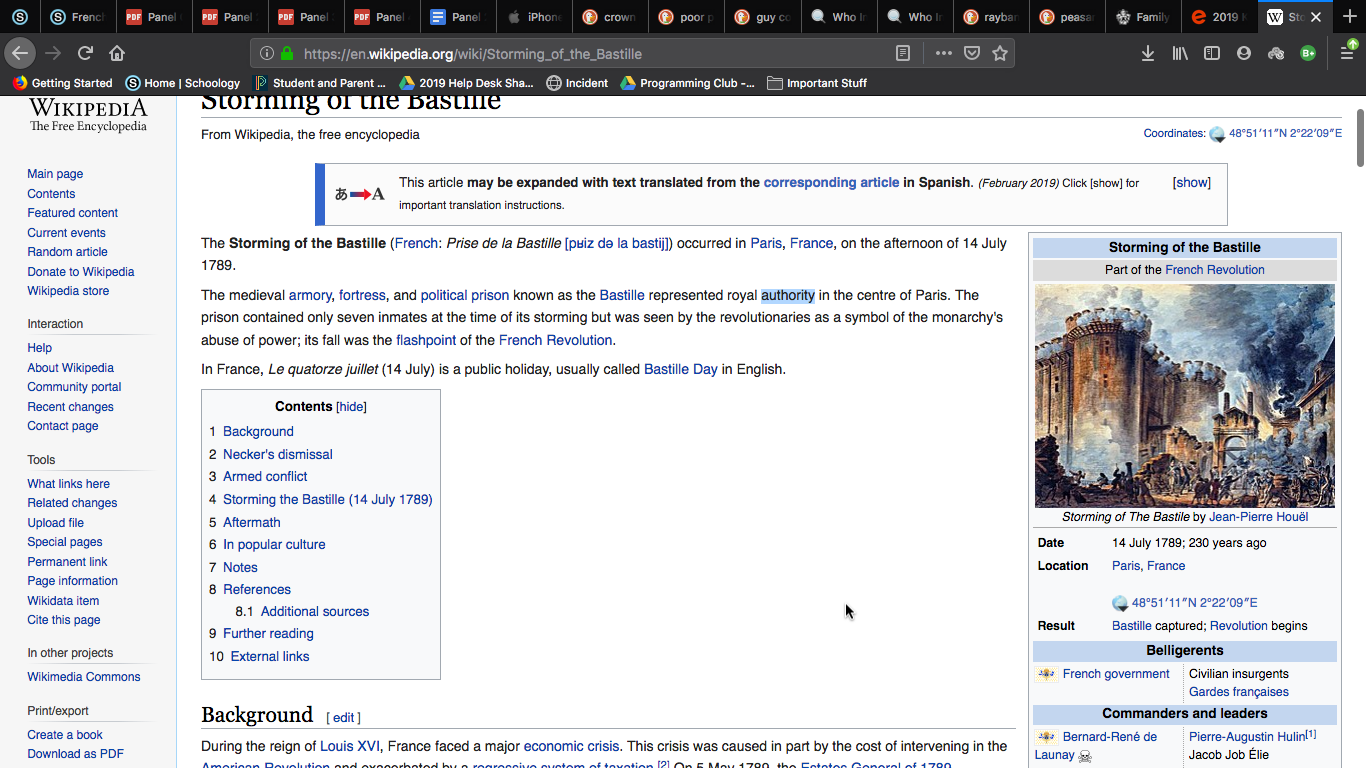 Frenc
Panel
Panel
Panel
Panel
Panel
iPhone
crown
poor p
guy co
Who In
Who In
rayban
peasar
Family
2019
Sto
https://en.wikipedia.org/wiki/Storming_of_the_Bastille
Getting Started Home | Schoology Student and Parent ... 2019 Help Desk Sha... Incident Programming Club -... Important Stuff
WIKIPEDIA
The Free Encyclopedia
Main page
Contents
Featured content
Current events
Random article
Donate to Wikipedia
Wikipedia store
Interaction
Help
About Wikipedia
Community portal
Recent changes
Contact page
Tools
What links here
Related changes
Upload file
Special pages
Permanent link
Page information
Wikidata item
Cite this page
In other projects
Wikimedia Commons
Print/export
Create a book
Download as PDF
Storming of the Bastille
From Wikipedia, the free encyclopedia
Coordinates: 48°51′11″N 2°22′09″E
あ A
This article may be expanded with text translated from the corresponding article in Spanish. (February 2019) Click [show] for
important translation instructions.
[show]
The Storming of the Bastille (French: Prise de la Bastille [pʁiz də la bastij]) occurred in Paris, France, on the afternoon of 14 July
1789.
The medieval armory, fortress, and political prison known as the Bastille represented royal authority in the centre of Paris. The
prison contained only seven inmates at the time of its storming but was seen by the revolutionaries as a symbol of the monarchy's
abuse of power; its fall was the flashpoint of the French Revolution.
In France, Le quatorze juillet (14 July) is a public holiday, usually called Bastille Day in English.
Contents [hide]
1 Background
2 Necker's dismissal
3 Armed conflict
4 Storming the Bastille (14 July 1789)
5 Aftermath
6 In popular culture
7 Notes
8 References
8.1 Additional sources
9 Further reading
10 External links
Background [ edit ]
During the reign of Louis XVI, France faced a major economic crisis. This crisis was caused in part by the cost of intervening in the
American Revolution and exacerbated by a regressive system of taxation.[2] On 5 May 1789, the Estates General of 1789
Storming of the Bastille
Part of the French Revolution
Storming of The Bastile by Jean-Pierre Houël
Date 14 July 1789; 230 years ago
Location Paris, France
48°51′11″N 2°22′09″E
Result Bastille captured; Revolution begins
Belligerents
French government
Civilian insurgents
Gardes françaises
Commanders and leaders
Bernard-René de
Launay ☠
Pierre-Augustin Hulin[1]
Jacob Job Élie